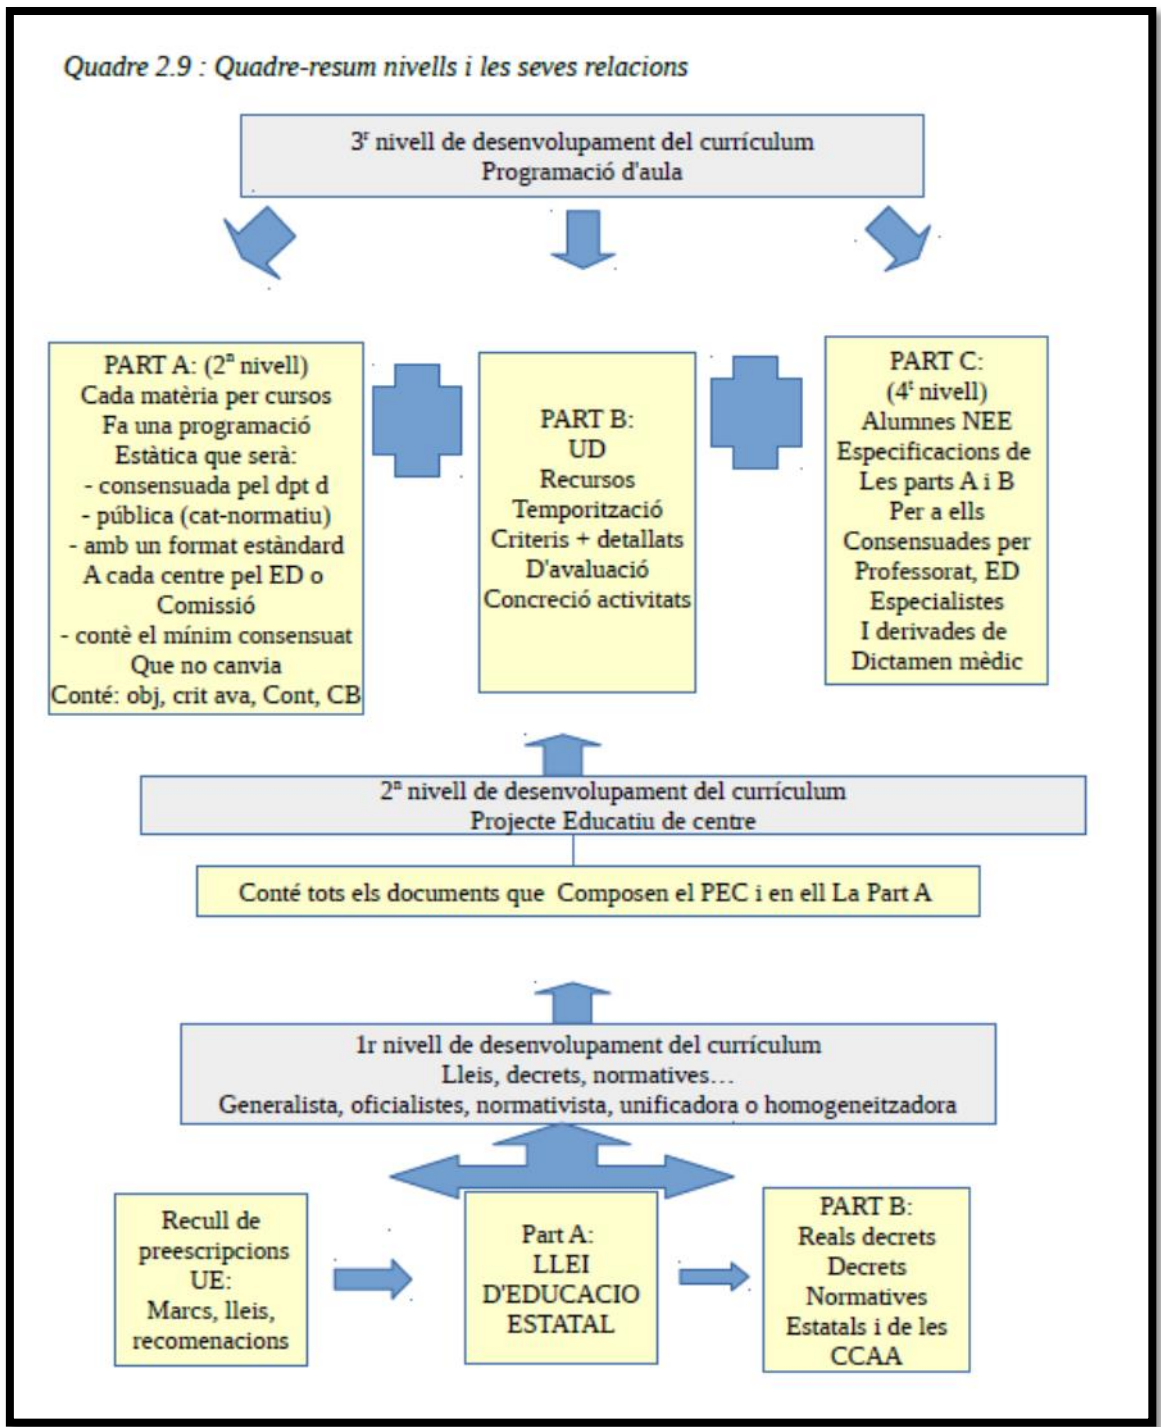 Quadre 2.9 : Quadre-resum nivells i les seves relacions
3r nivell de desenvolupament del currículum
Programació d'aula
PART A: (2n nivell)
Cada matèria per cursos
Fa una programació
Estàtica que serà:
- consensuada pel dpt d
- pública (cat-normatiu)
- amb un format estàndard
A cada centre pel ED o
Comissió
- contè el mínim consensuat
Que no canvia
Conté: obj, crit ava, Cont, CB
PART B:
UD
Recursos
Temporització
Criteris + detallats
D'avaluació
Concreció activitats
PART C:
(4t nivell)
Alumnes NEE
Especificacions de
Les parts A i B
Per a ells
Consensuades per
Professorat, ED
Especialistes
I derivades de
Dictamen mèdic
2n nivell de desenvolupament del currículum
Projecte Educatiu de centre
Conté tots els documents que Composen el PEC i en ell La Part A
1r nivell de desenvolupament del currículum
Lleis, decrets, normatives…
Generalista, oficialistes, normativista, unificadora o homogeneitzadora
Recull de
preescripcions
UE:
Marcs, lleis,
recomenacions
Part A:
LLEI
D'EDUCACIO
ESTATAL
PART B:
Reals decrets
Decrets
Normatives
Estatals i de les
CCAA